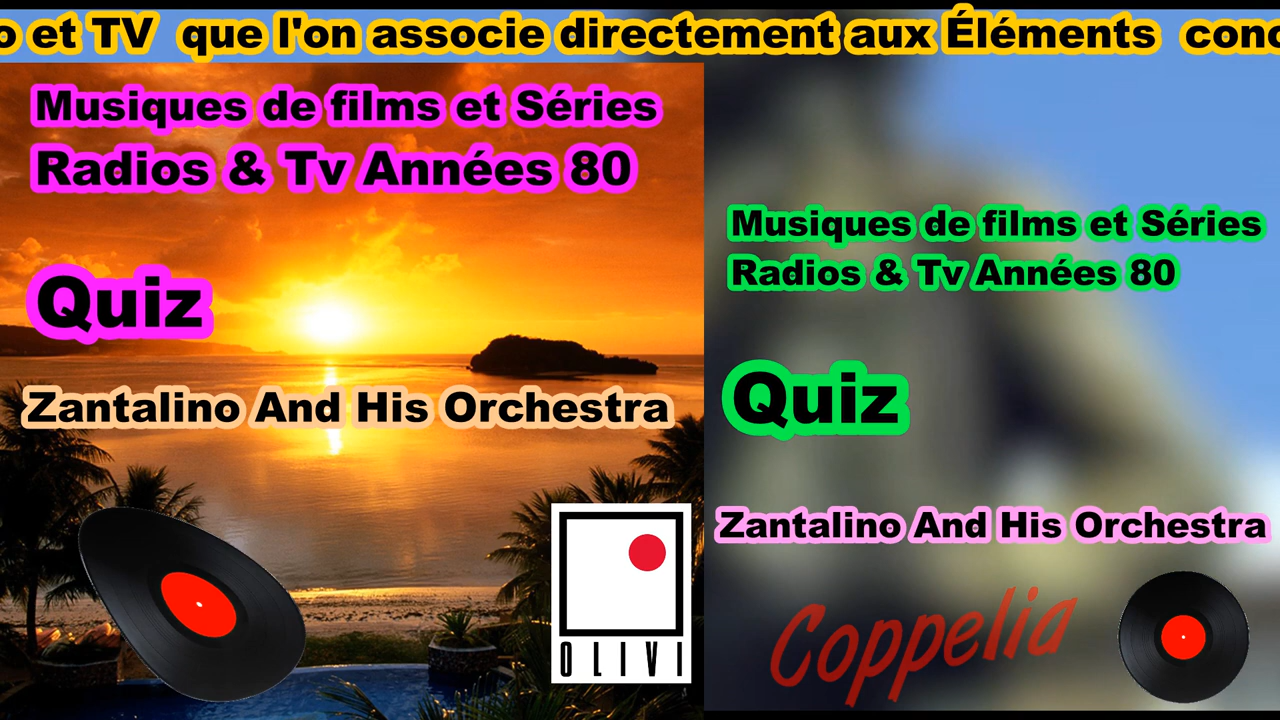 o et TV que l'on associe directement aux Éléments conc
Musiques de films et Séries
Radios & Tv Années 80
Quiz
Zantalino And His Orchestra
OLIVI
Musiques de films et Séries
Radios & Tv Années 80
Quiz
Zantalino And His Orchestra
Coppelia